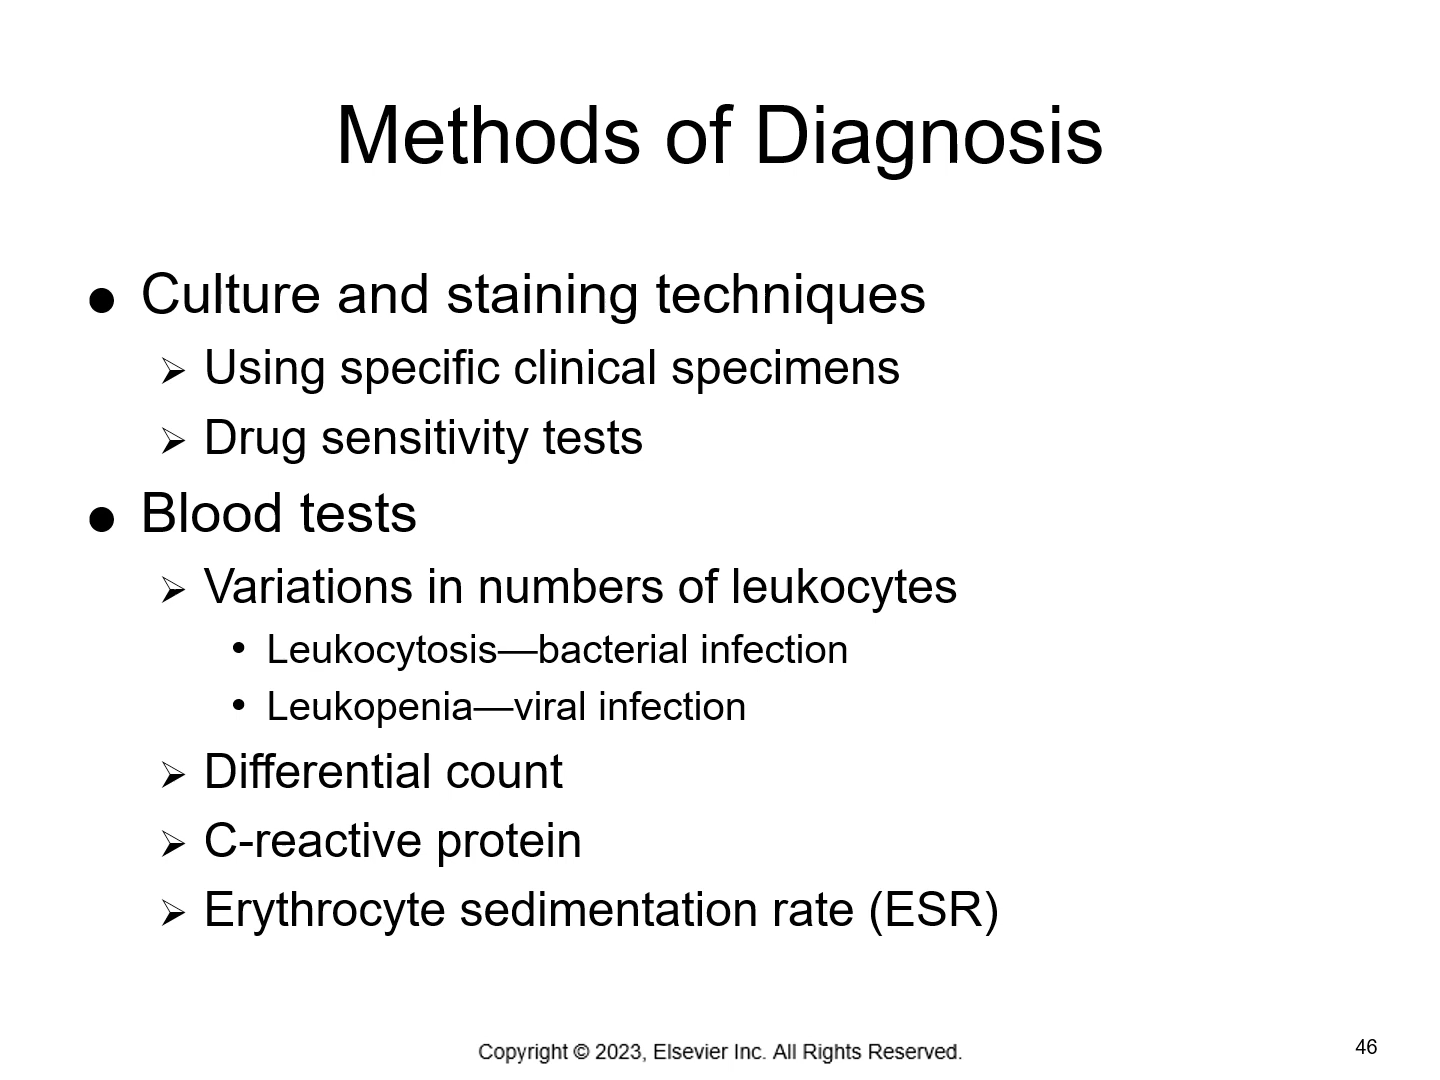 Methods of Diagnosis
● Culture and staining techniques
➢ Using specific clinical specimens
➢ Drug sensitivity tests
● Blood tests
➢ Variations in numbers of leukocytes
• Leukocytosis—bacterial infection
• Leukopenia—viral infection
➢ Differential count
➢ C-reactive protein
➢ Erythrocyte sedimentation rate (ESR)
Copyright © 2023, Elsevier Inc. All Rights Reserved.
46